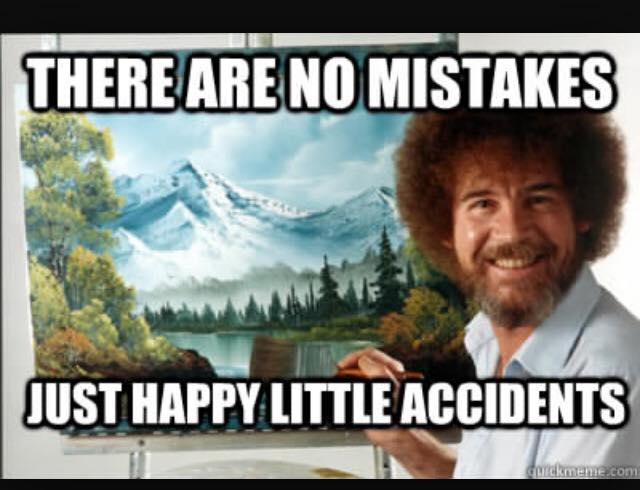 THERE ARE NO MISTAKES
JUST HAPPY LITTLE ACCIDENTS
quickmeme.com